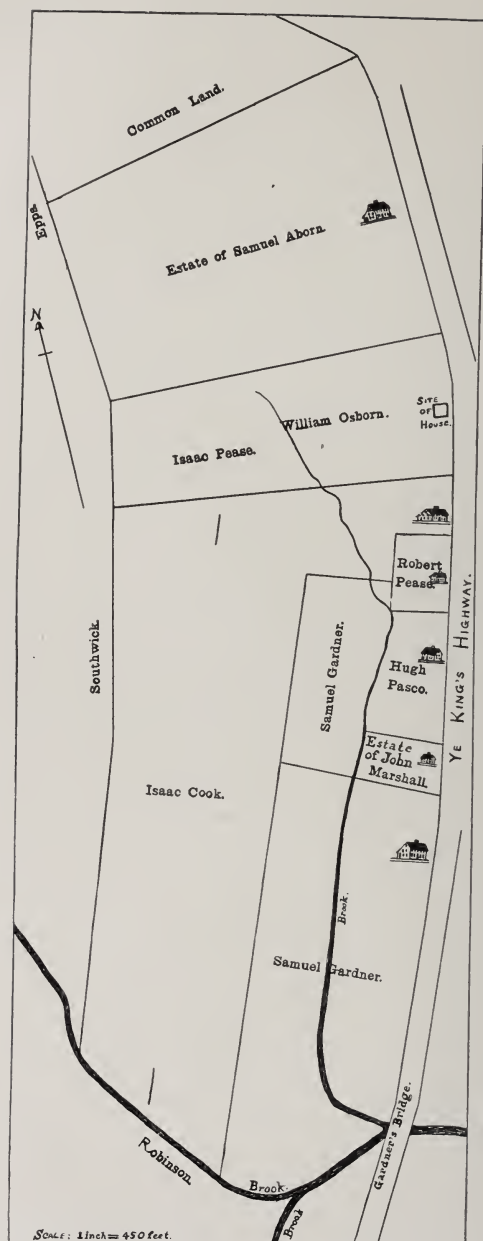 Common Land.
Epps.
Estate of Samuel Aborn.
N
SITE
OF
HOUSE.
William Osborn.
Isaac Pease.
Robert
Pease.
YE KING'S HIGHWAY.
Southwick.
Samuel Gardner.
Hugh
Pasco.
Estate
of John
Marshall.
Isaac Cook.
Brook.
Samuel Gardner.
Gardner's Bridge.
Robinson
Brook.
Brook
SCALE: 1 inch = 450 feet.